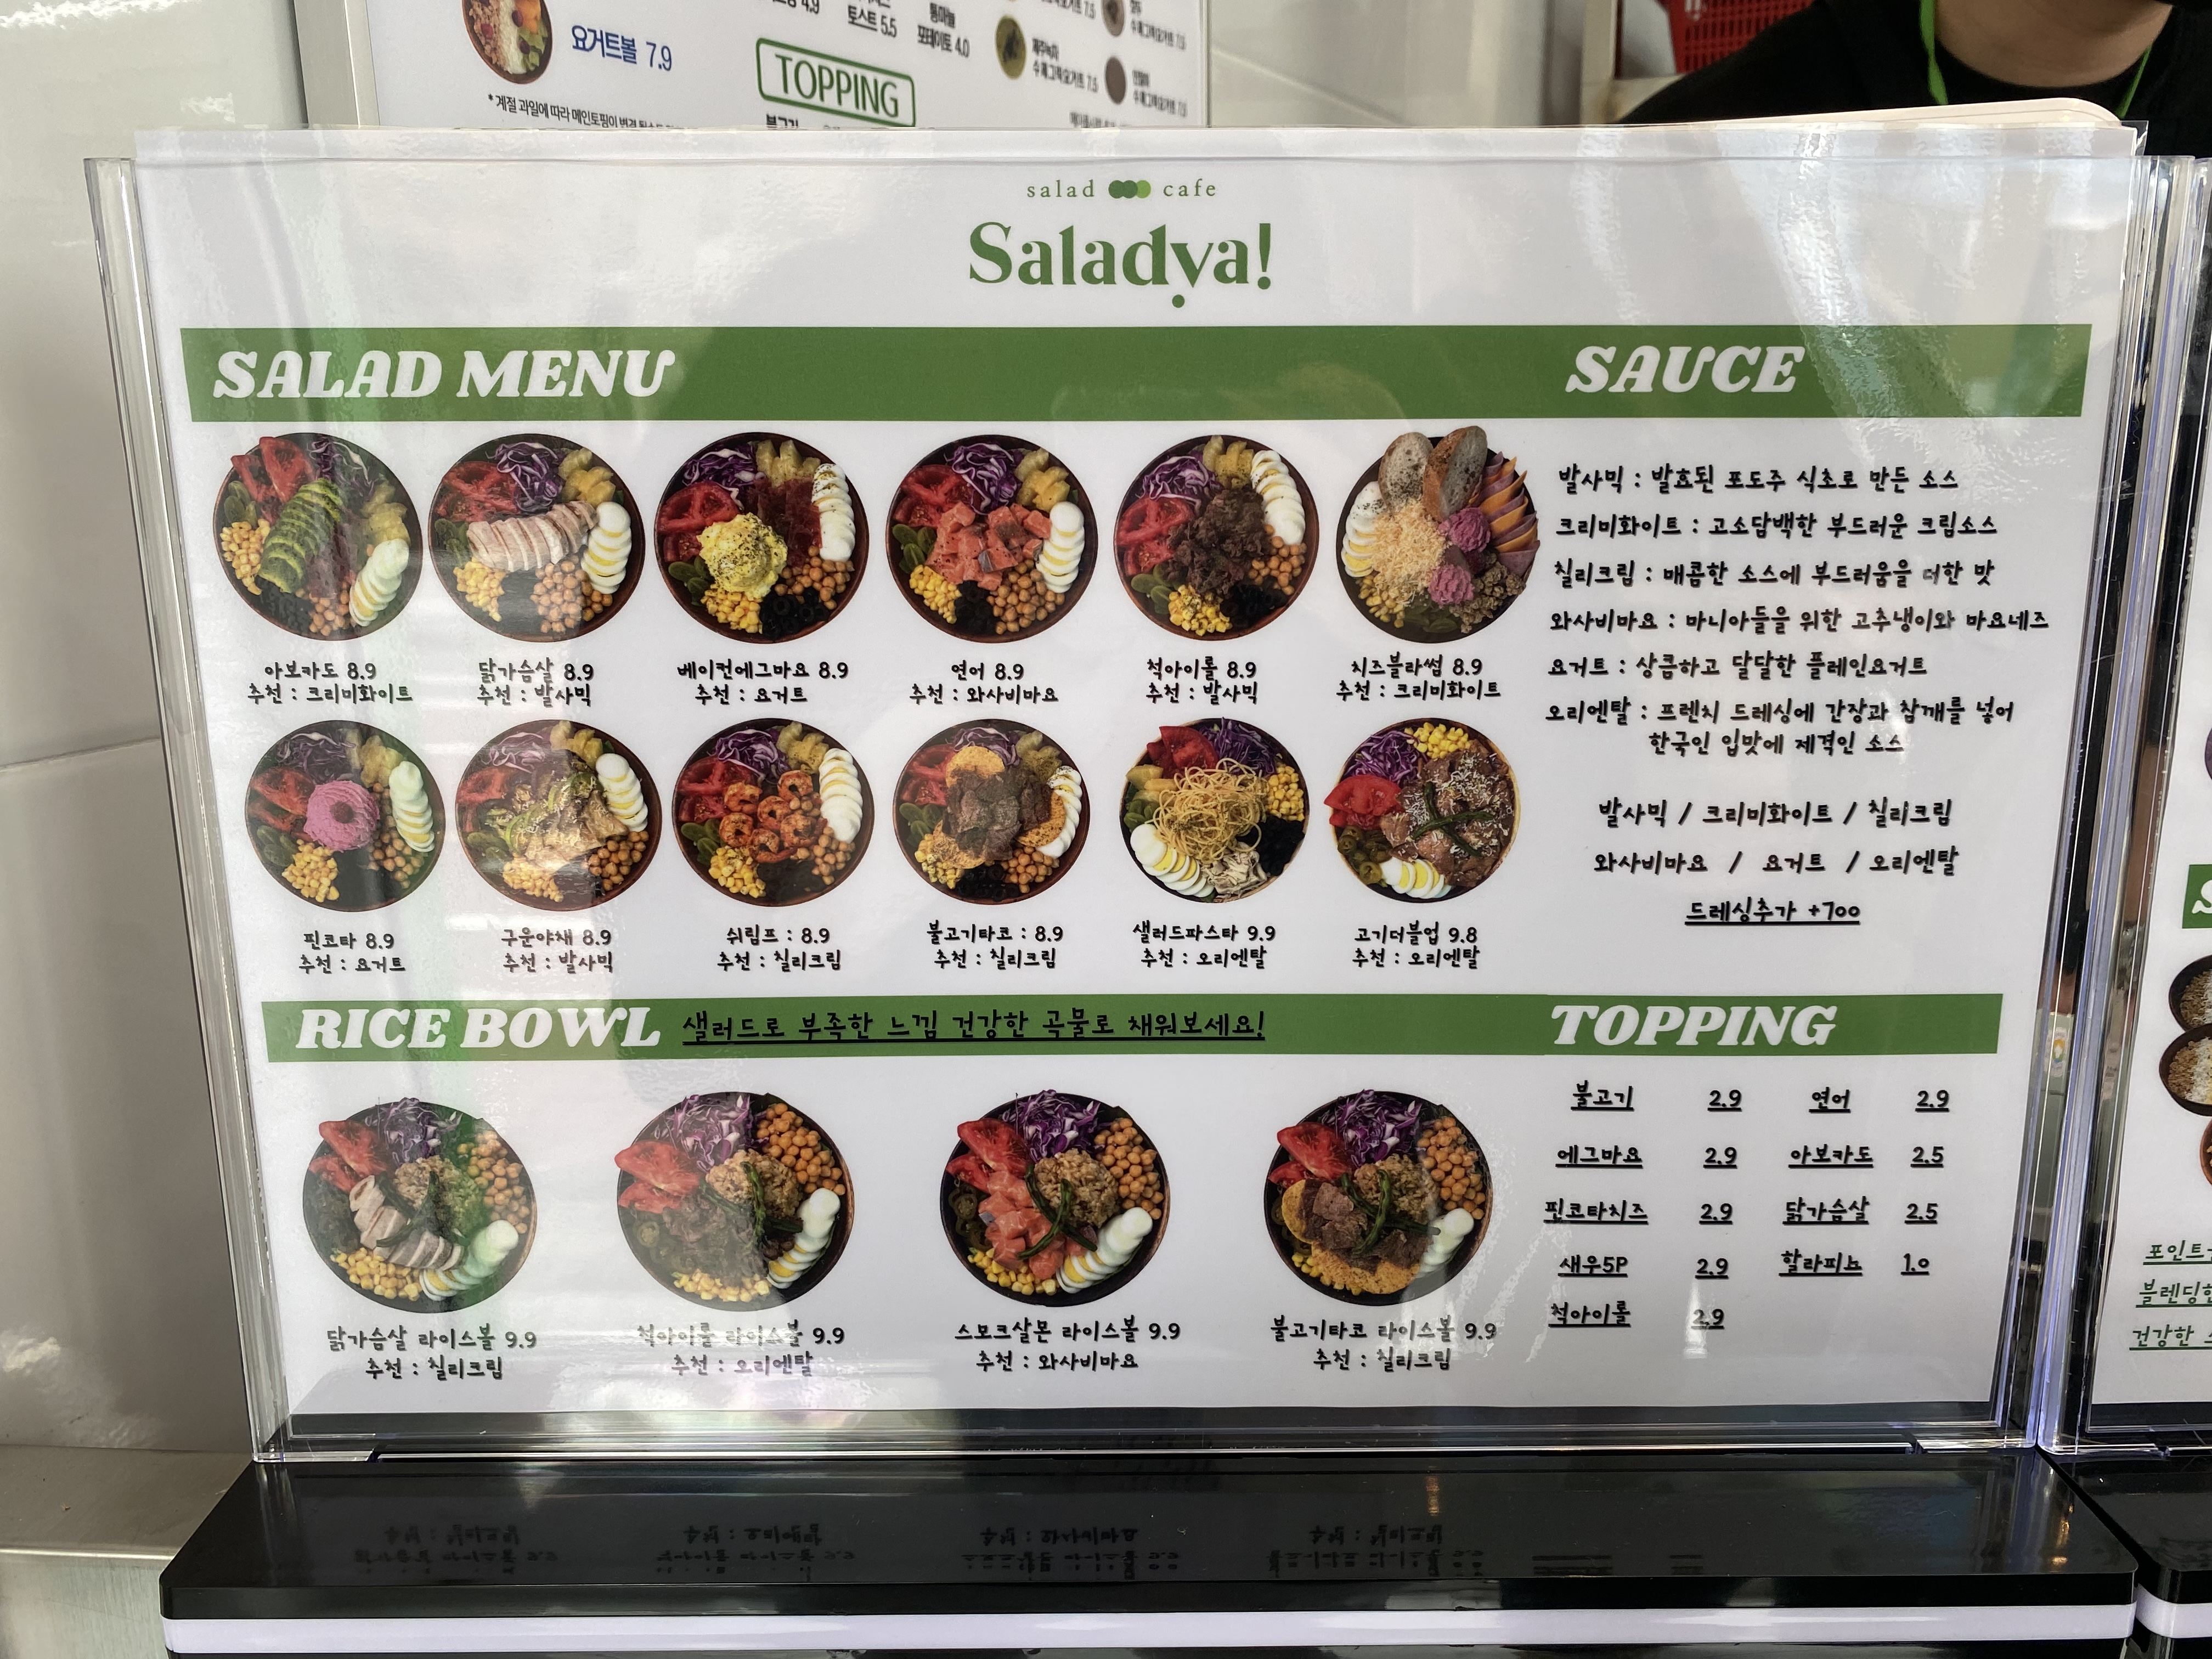 요거트볼 7.9
토스트 5.5
포테이토 4.0
TOPPING
salad cafe
Saladya!
SALAD MENU
SAUCE
아보카도 8.9
추천 : 크리미화이트
닭가슴살 8.9
추천 : 발사믹
베이컨에그마요 8.9
추천 : 요거트
연어 8.9
추천 : 와사비마요
척아이롤 8.9
추천 : 발사믹
치즈블라썸 8.9
추천 : 크리미화이트
핀코타 8.9
추천 : 요거트
구운야채 8.9
추천 : 발사믹
쉬림프 : 8.9
추천 : 칠리크림
불고기타코 : 8.9
추천 : 칠리크림
샐러드파스타 9.9
추천 : 오리엔탈
고기더블업 9.8
추천 : 오리엔탈
발사믹 : 발효된 포도주 식초로 만든 소스
크리미화이트 : 고소담백한 부드러운 크림소스
칠리크림 : 매콤한 소스에 부드러움을 더한 맛
와사비마요 : 마니아들을 위한 고추냉이와 마요네즈
요거트 : 상큼하고 달달한 플레인요거트
오리엔탈 : 프렌치 드레싱에 간장과 참깨를 넣어
한국인 입맛에 제격인 소스
발사믹 / 크리미화이트 / 칠리크림
와사비마요 / 요거트 / 오리엔탈
드레싱추가 +700
RICE BOWL 샐러드로 부족한 느낌 건강한 곡물로 채워보세요!
닭가슴살 라이스볼 9.9
추천 : 칠리크림
척아이롤 라이스볼 9.9
추천 : 오리엔탈
스모크살몬 라이스볼 9.9
추천 : 와사비마요
불고기타코 라이스볼 9.9
추천 : 칠리크림
TOPPING
불고기 2.9 연어 2.9
에그마요 2.9 아보카도 2.5
핀코타치즈 2.9 닭가슴살 2.5
새우5P 2.9 할라피뇨 1.0
척아이롤 2.9
포인트
블렌딩한
건강한